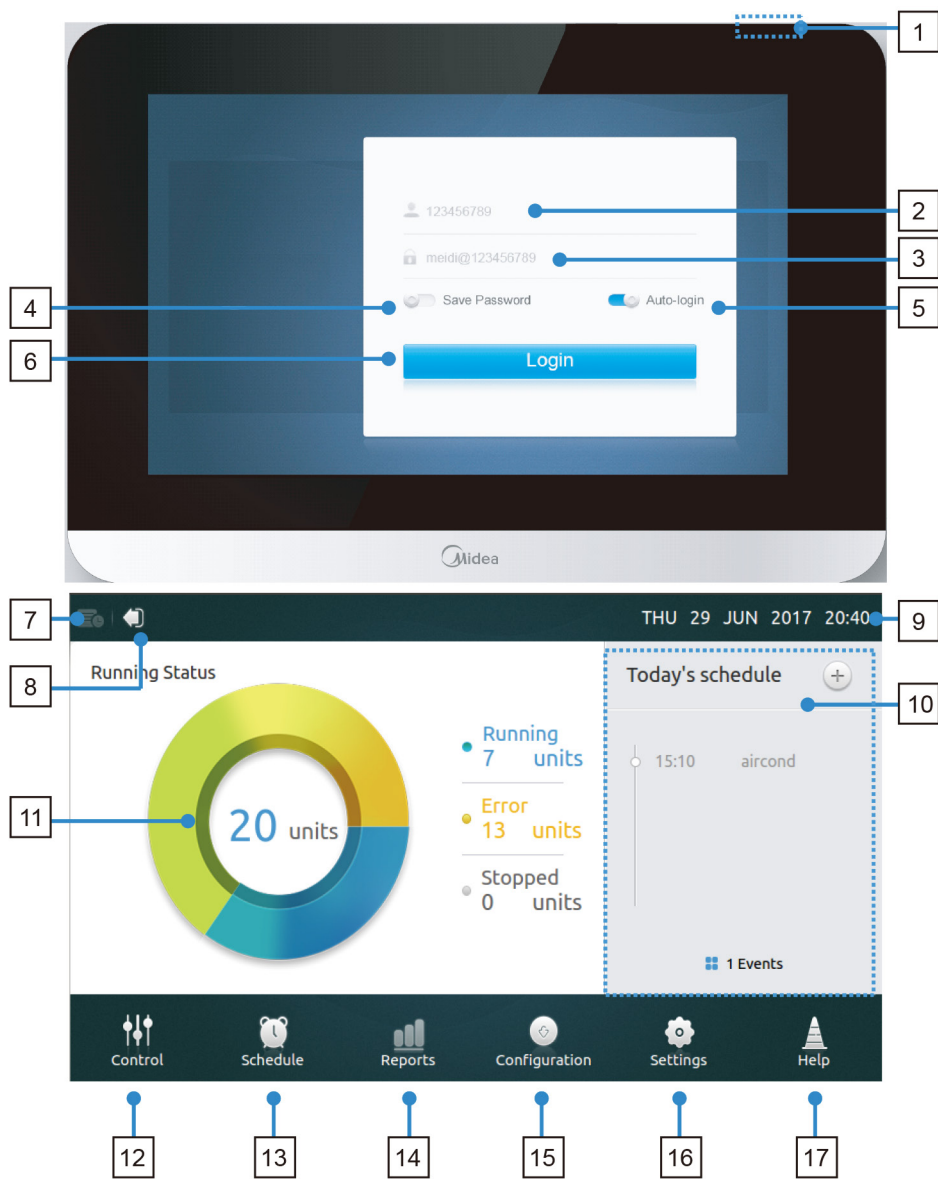 1
123456789
2
meidi@123456789
3
4
Save Password
Auto-login
5
6
Login
Midea
7
THU 29 JUN 2017 20:40
9
8
Running Status
Today's schedule
10
Running
7 units
15:10 aircond
11
20 units
Error
13 units
Stopped
0 units
1 Events
Control
Schedule
Reports
Configuration
Settings
Help
12
13
14
15
16
17